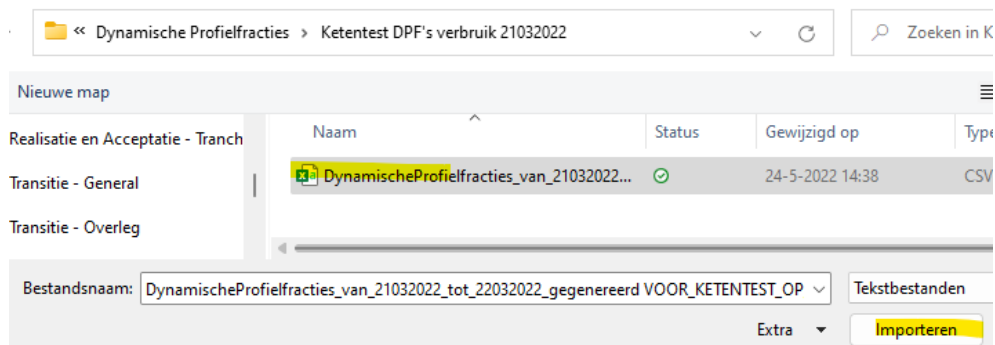 « Dynamische Profielfracties > Ketentest DPF's verbruik 21032022
Zoeken in K
Nieuwe map
Naam Status Gewijzigd op Type
Realisatie en Acceptatie - Tranch
DynamischeProfielfracties_van_21032022... 24-5-2022 14:38 CSV
Transitie - General
Transitie - Overleg
Bestandsnaam: DynamischeProfielfracties_van_21032022_tot_22032022_gegenereerd VOOR_KETENTEST_OP Tekstbestanden
Extra Importeren